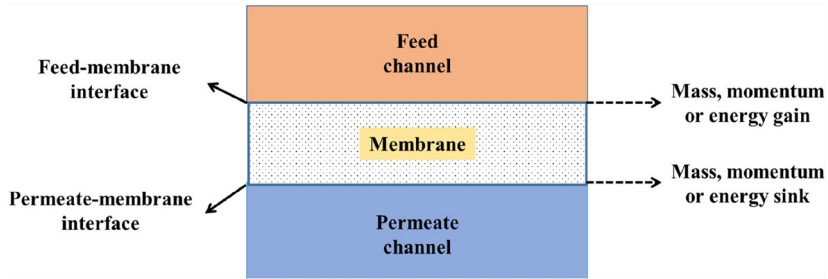 Feed
channel
Feed-membrane
interface
Mass, momentum
or energy gain
Membrane
Permeate-membrane
interface
Mass, momentum
or energy sink
Permeate
channel